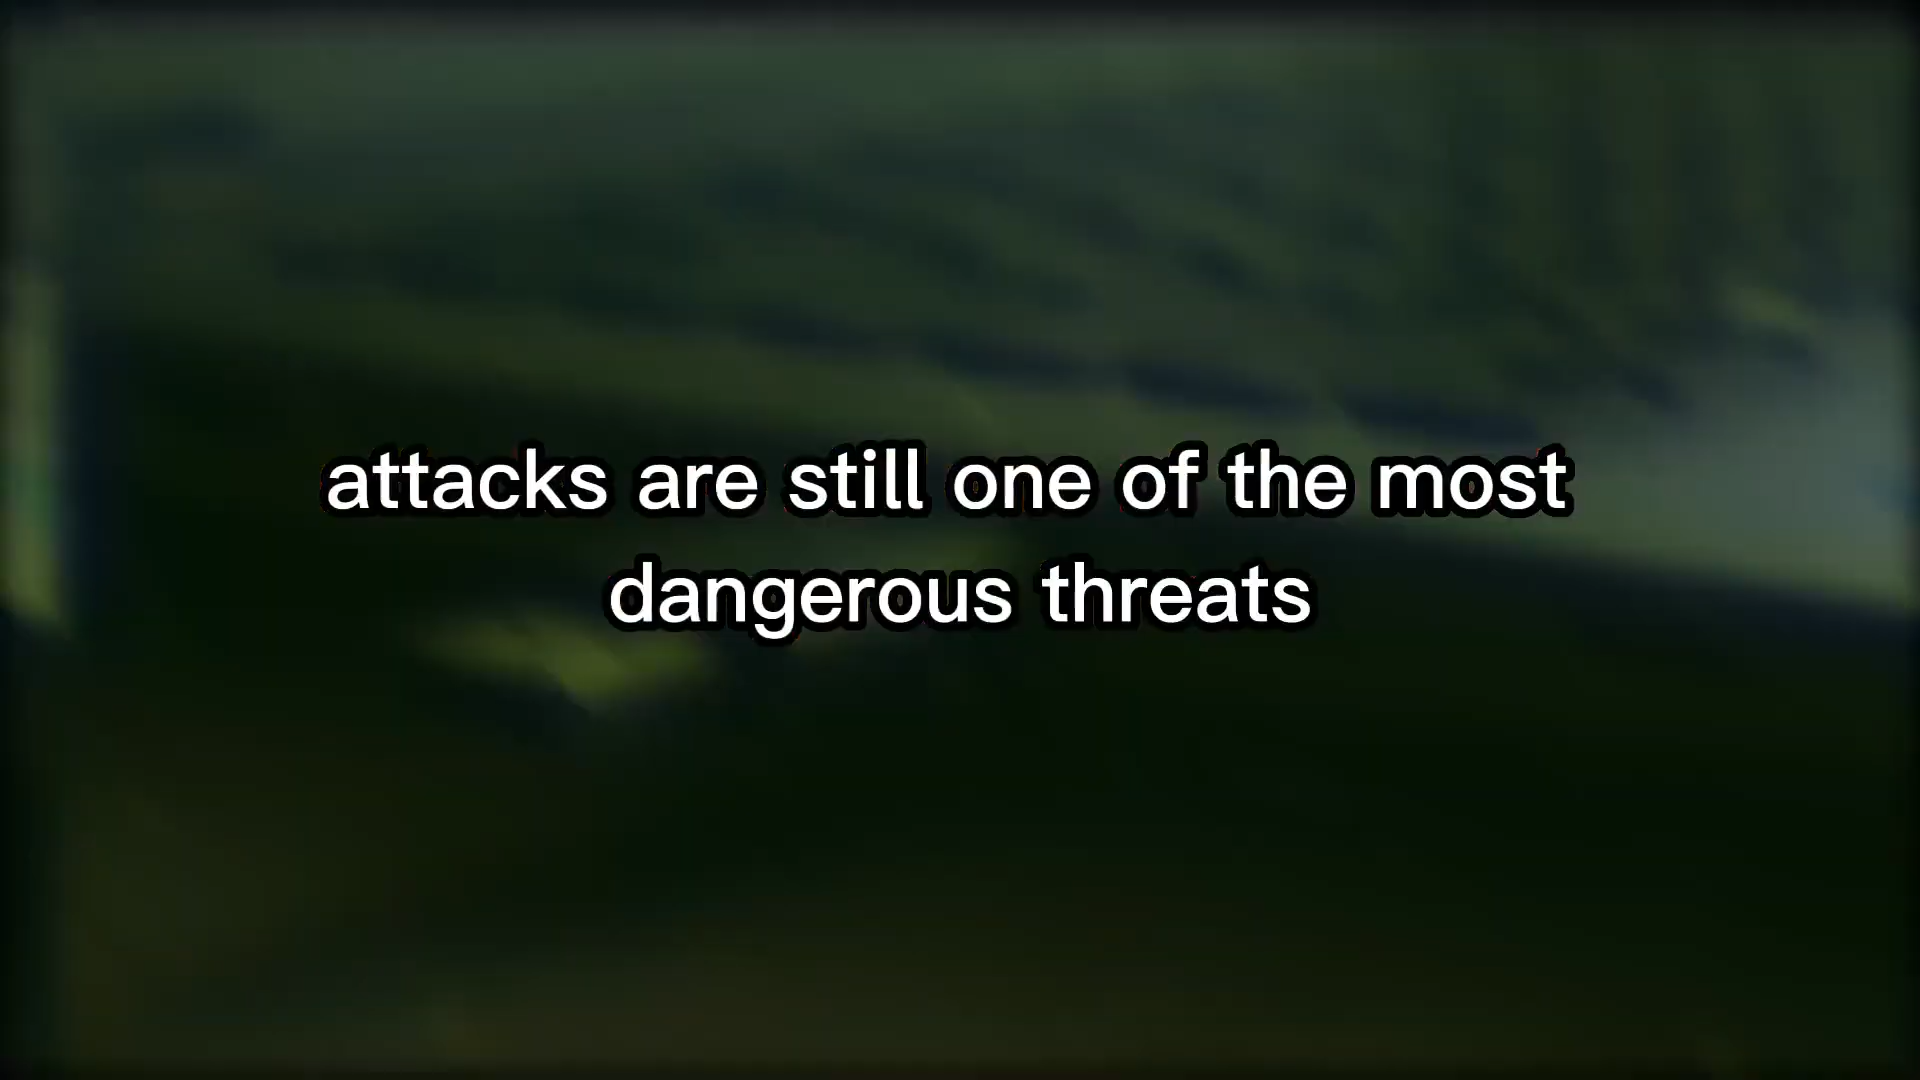 attacks are still one of the most
dangerous threats